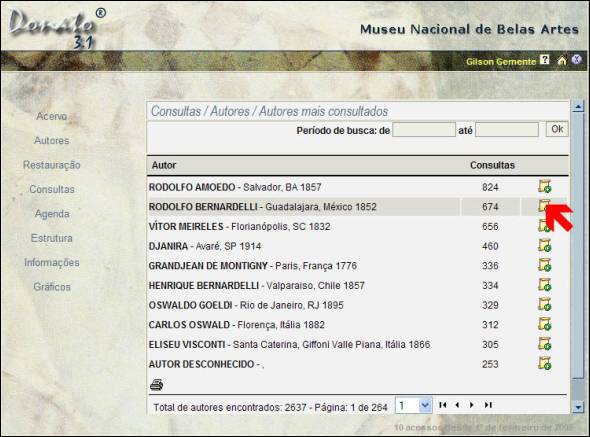 Donato®
3.1
Museu Nacional de Belas Artes
Gilson Gemente ?
Acervo
Autores
Restauração
Consultas
Agenda
Estrutura
Informações
Gráficos
Consultas / Autores / Autores mais consultados
Período de busca: de até Ok
Autor Consultas
RODOLFO AMOEDO - Salvador, BA 1857 824
RODOLFO BERNARDELLI - Guadalajara, México 1852 674
VÍTOR MEIRELES - Florianópolis, SC 1832 656
DJANIRA - Avaré, SP 1914 460
GRANDJEAN DE MONTIGNY - Paris, França 1776 336
HENRIQUE BERNARDELLI - Valparaiso, Chile 1857 334
OSWALDO GOELDI - Rio de Janeiro, RJ 1895 329
CARLOS OSWALD - Florença, Itália 1882 312
ELISEU VISCONTI - Santa Caterina, Giffoni Valle Piana, Itália 1866 305
AUTOR DESCONHECIDO - , 253
Total de autores encontrados: 2637 - Página: 1 de 264 1
10 acessos desde 1º de fevereiro de